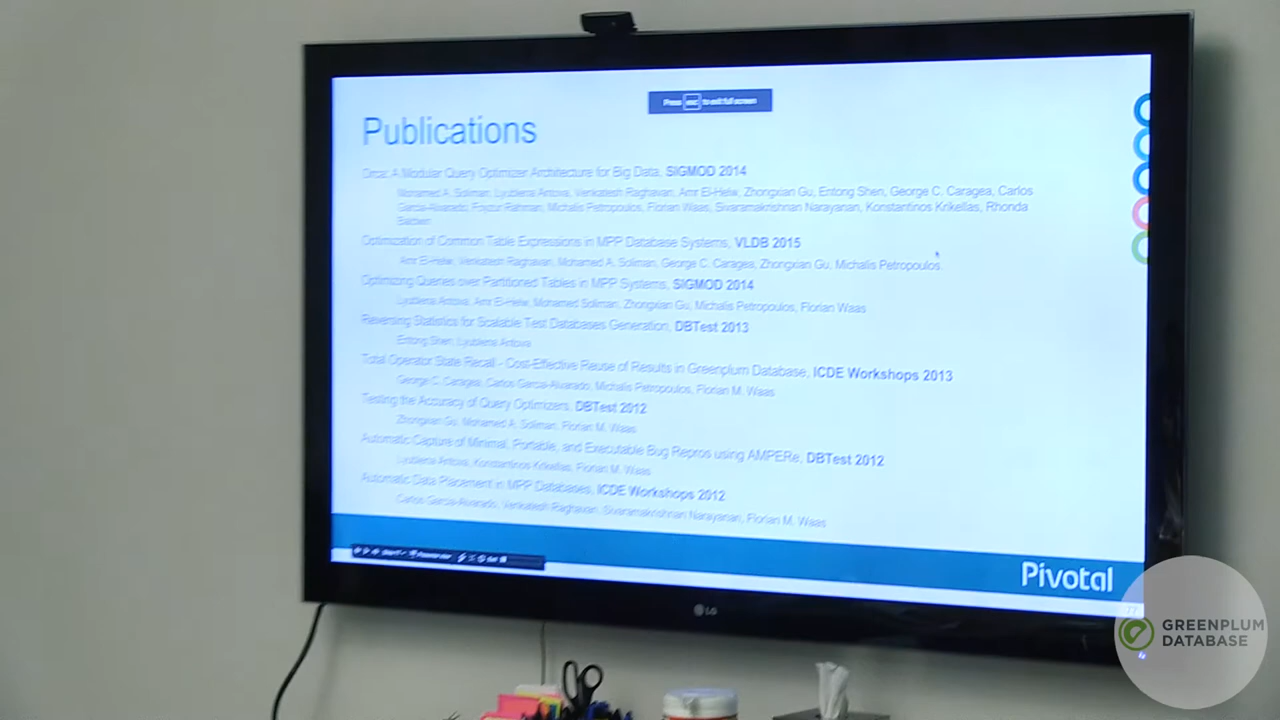 Press esc to exit full screen
Publications
Orca: A Modular Query Optimizer Architecture for Big Data, SIGMOD 2014
Mohamed A. Soliman, Lyublena Antova, Venkatesh Raghavan, Amr El-Helw, Zhongxian Gu, Entong Shen, George C. Caragea, Carlos
Garcia-Alvarado, Foyzur Rahman, Michalis Petropoulos, Florian Waas, Sivaramakrishnan Narayanan, Konstantinos Krikellas, Rhonda
Baldwin
Optimization of Common Table Expressions in MPP Database Systems, VLDB 2015
Amr El-Helw, Venkatesh Raghavan, Mohamed A. Soliman, George C. Caragea, Zhongxian Gu, Michalis Petropoulos
Optimizing Queries over Partitioned Tables in MPP Systems, SIGMOD 2014
Lyublena Antova, Amr El-Helw, Mohamed Soliman, Zhongxian Gu, Michalis Petropoulos, Florian Waas
Reversing Statistics for Scalable Test Databases Generation, DBTest 2013
Entong Shen, Lyublena Antova
Total Operator State Recall - Cost-Effective Reuse of Results in Greenplum Database, ICDE Workshops 2013
George C. Caragea, Carlos Garcia-Alvarado, Michalis Petropoulos, Florian M. Waas
Testing the Accuracy of Query Optimizers, DBTest 2012
Zhongxian Gu, Mohamed A. Soliman, Florian M. Waas
Automatic Capture of Minimal, Portable, and Executable Bug Repros using AMPERe, DBTest 2012
Lyublena Antova, Konstantinos Krikellas, Florian M. Waas
Automatic Data Placement in MPP Databases, ICDE Workshops 2012
Carlos Garcia-Alvarado, Venkatesh Raghavan, Sivaramakrishnan Narayanan, Florian M. Waas
Pivotal
LG
GREENPLUM
DATABASE